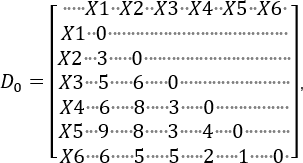 X1 X2 X3 X4 X5 X6
X1 0
X2 3 0
D₀ = X3 5 6 0 ,
X4 6 8 3 0
X5 9 8 3 4 0
X6 6 5 5 2 1 0